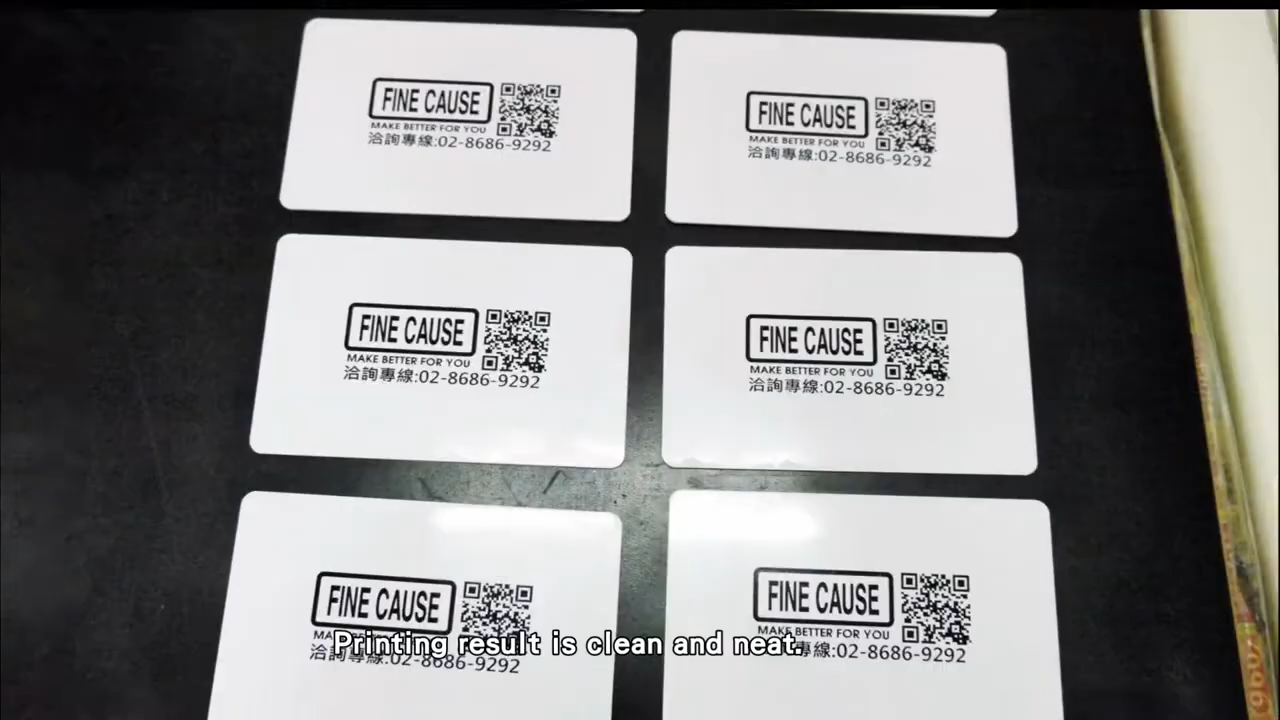 FINE CAUSE
MAKE BETTER FOR YOU
洽詢專線:02-8686-9292
FINE CAUSE
MAKE BETTER FOR YOU
洽詢專線:02-8686-9292
FINE CAUSE
MAKE BETTER FOR YOU
洽詢專線:02-8686-9292
FINE CAUSE
MAKE BETTER FOR YOU
洽詢專線:02-8686-9292
FINE CAUSE
洽詢專線:02-8686-9292
FINE CAUSE
MAKE BETTER FOR YOU
專線:02-8686-9292
Printing result is clean and neat.